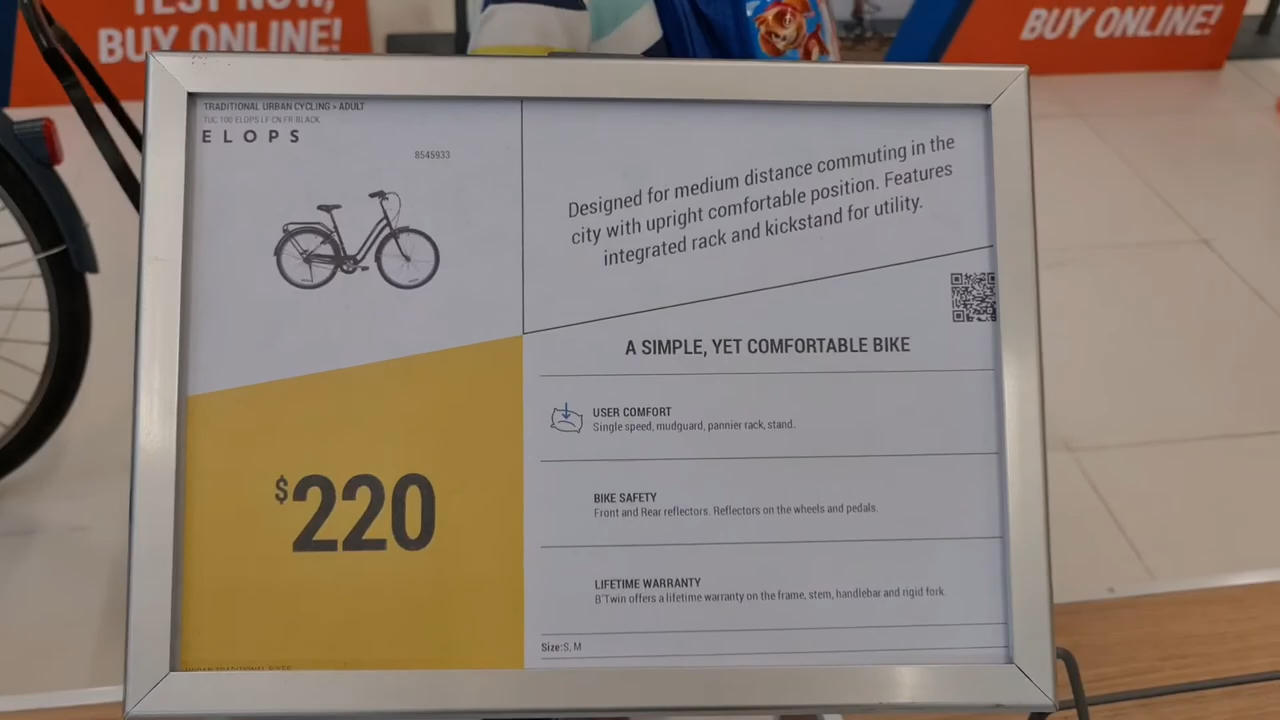 TEST NOW,
BUY ONLINE!
BUY ONLINE!
TRADITIONAL URBAN CYCLING > ADULT
TUC 100 ELOPS LF CN FR BLACK
ELOPS
8545933
Designed for medium distance commuting in the
city with upright comfortable position. Features
integrated rack and kickstand for utility.
A SIMPLE, YET COMFORTABLE BIKE
USER COMFORT
Single speed, mudguard, pannier rack, stand.
$220
BIKE SAFETY
Front and Rear reflectors. Reflectors on the wheels and pedals.
LIFETIME WARRANTY
B'Twin offers a lifetime warranty on the frame, stem, handlebar and rigid fork.
Size:S, M